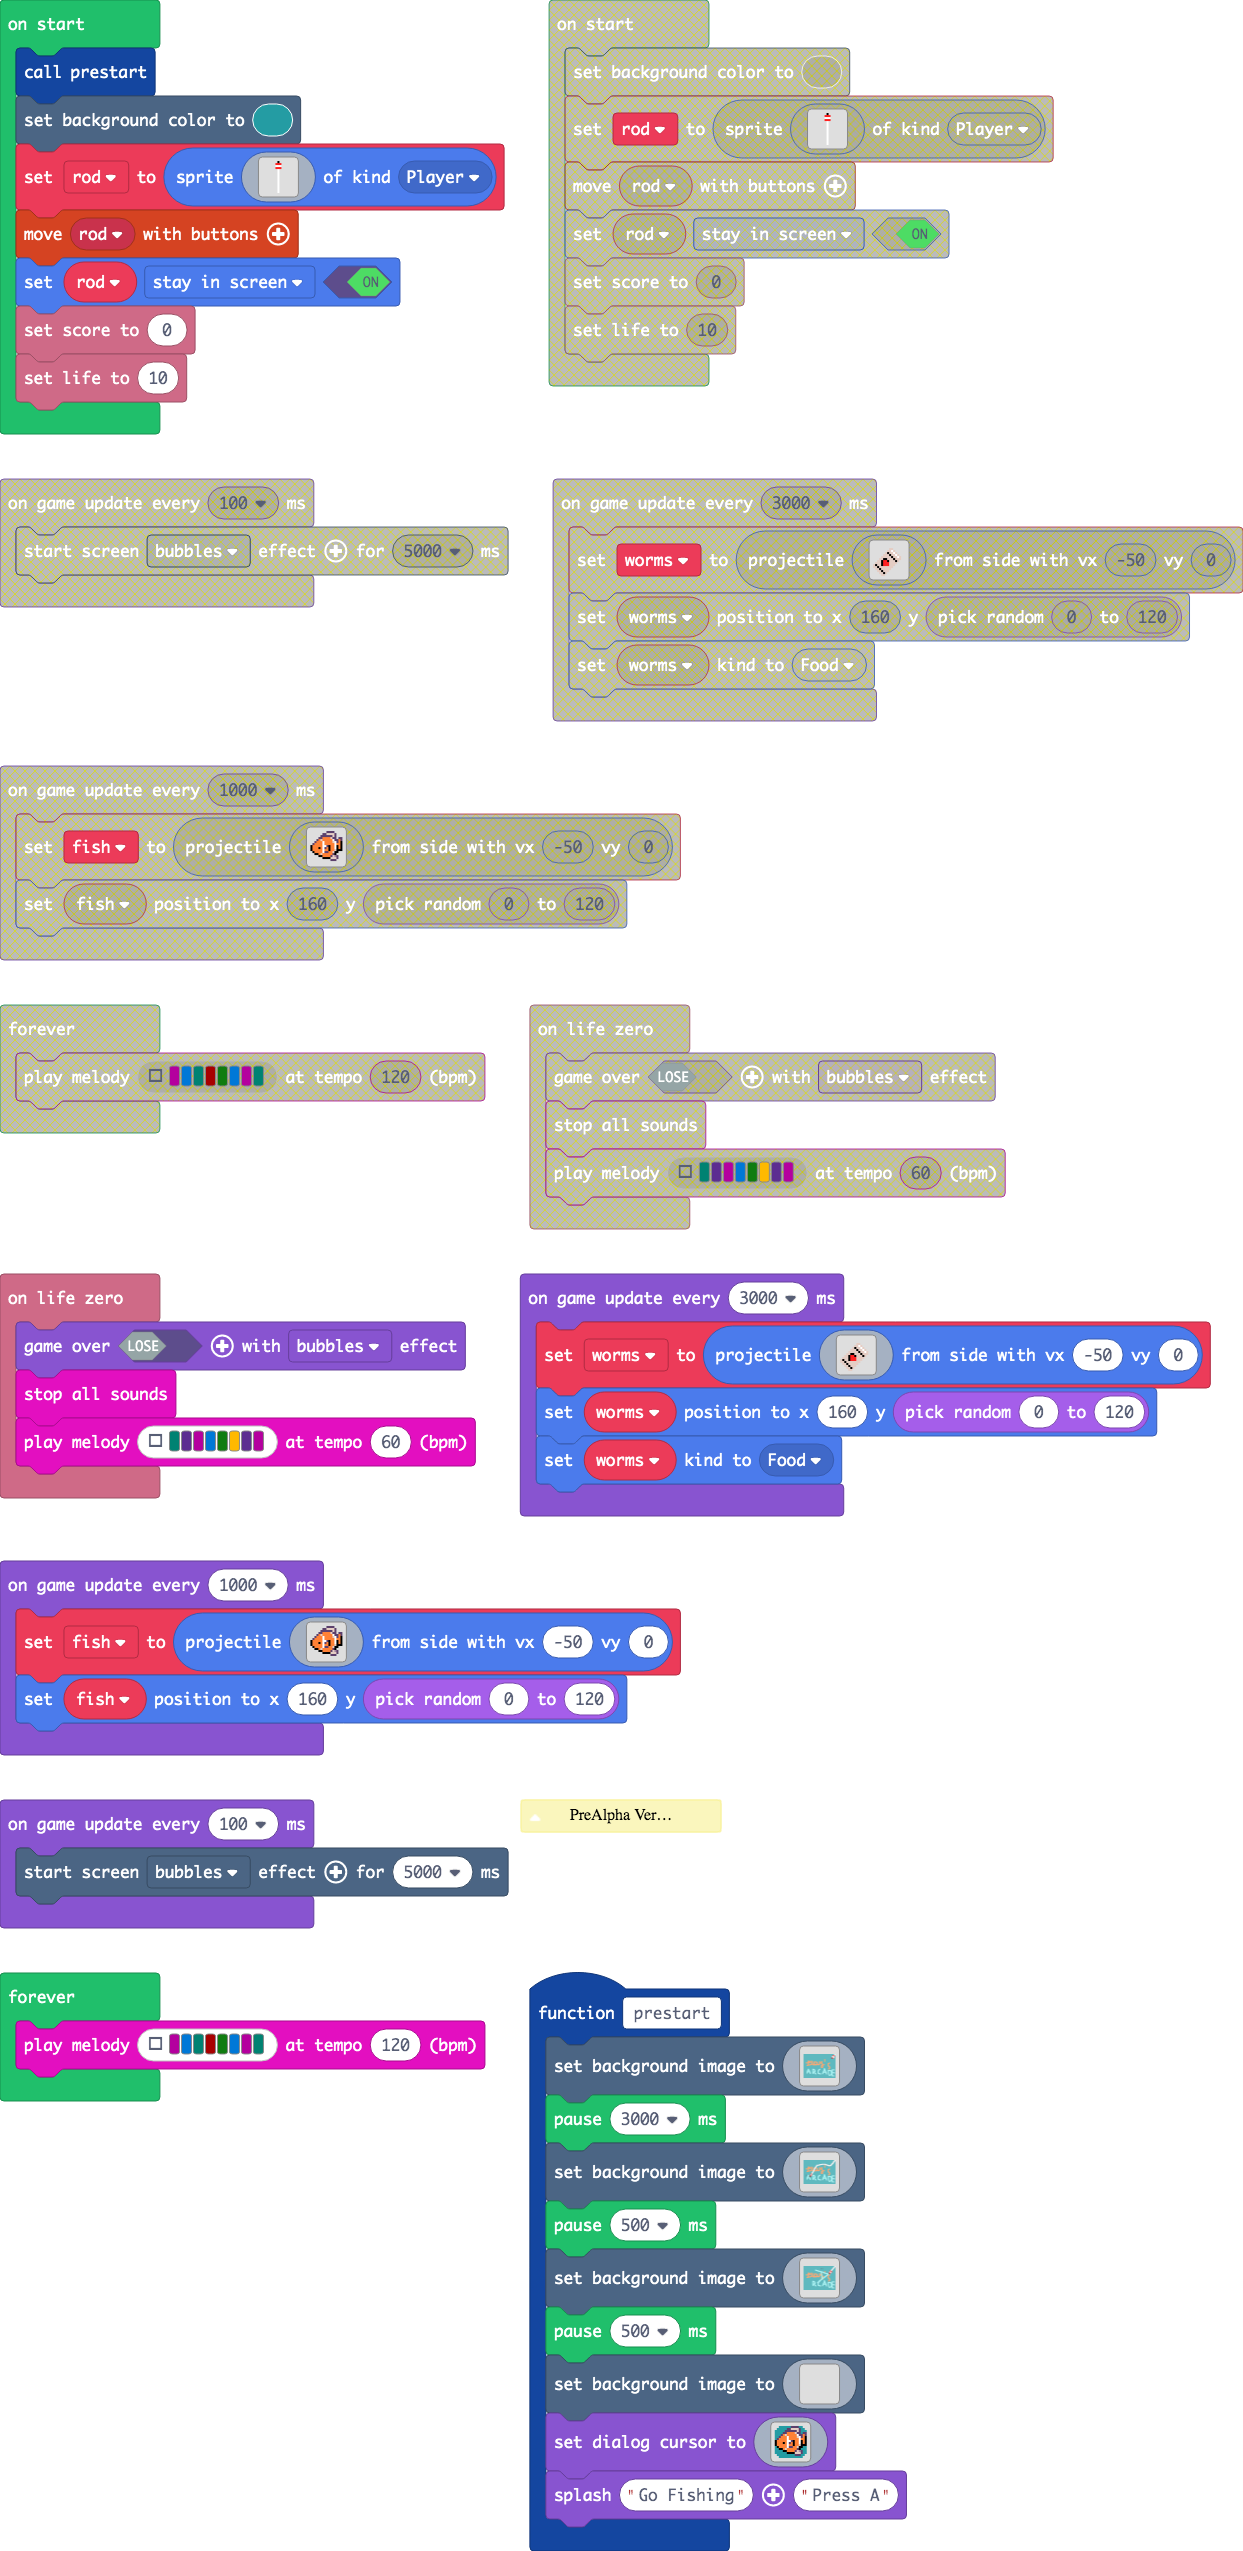 on start
call prestart
set background color to
set rod to sprite of kind Player
move rod with buttons
set rod stay in screen ON
set score to 0
set life to 10
on start
set background color to
set rod to sprite of kind Player
move rod with buttons
set rod stay in screen ON
set score to 0
set life to 10
on game update every 100 ms
start screen bubbles effect for 5000 ms
on game update every 3000 ms
set worms to projectile from side with vx -50 vy 0
set worms position to x 160 y pick random 0 to 120
set worms kind to Food
on game update every 1000 ms
set fish to projectile from side with vx -50 vy 0
set fish position to x 160 y pick random 0 to 120
forever
play melody at tempo 120 (bpm)
on life zero
game over LOSE with bubbles effect
stop all sounds
play melody at tempo 60 (bpm)
on life zero
game over LOSE with bubbles effect
stop all sounds
play melody at tempo 60 (bpm)
on game update every 3000 ms
set worms to projectile from side with vx -50 vy 0
set worms position to x 160 y pick random 0 to 120
set worms kind to Food
on game update every 1000 ms
set fish to projectile from side with vx -50 vy 0
set fish position to x 160 y pick random 0 to 120
on game update every 100 ms
start screen bubbles effect for 5000 ms
PreAlpha Ver...
forever
play melody at tempo 120 (bpm)
function prestart
set background image to
pause 3000 ms
set background image to
pause 500 ms
set background image to
pause 500 ms
set background image to
set dialog cursor to
splash "Go Fishing" "Press A"